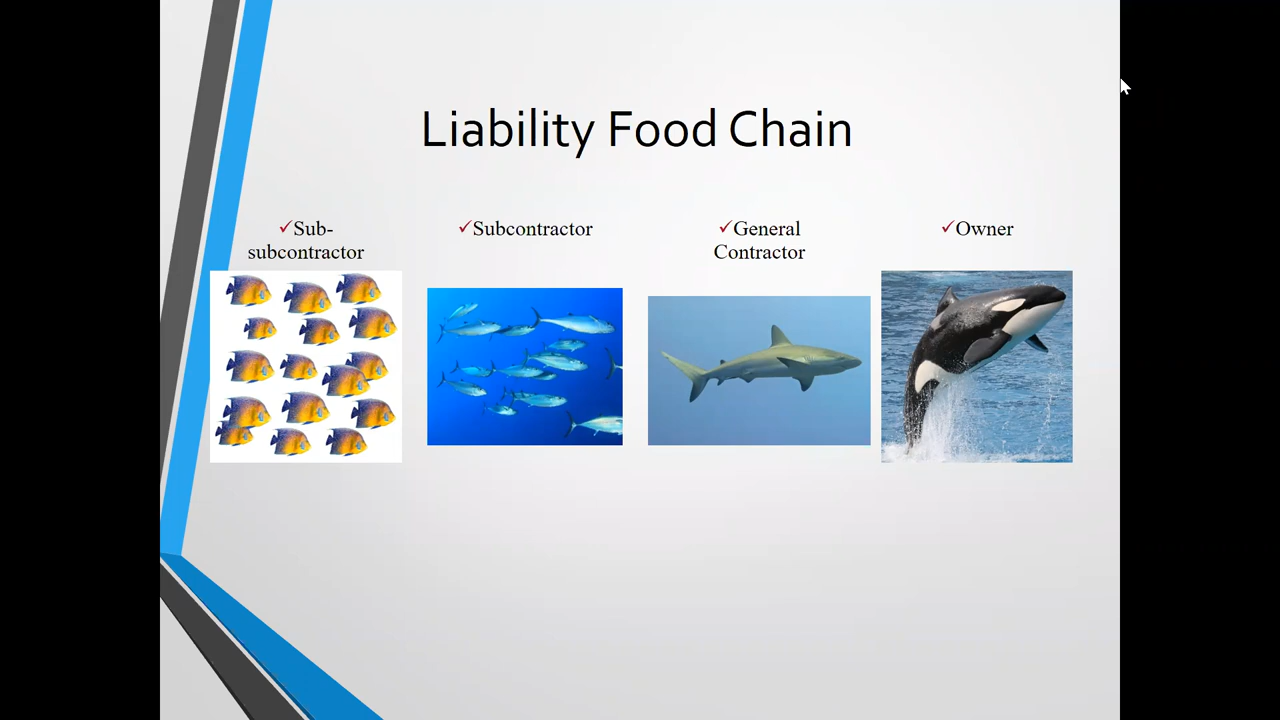 Liability Food Chain
✓Sub-
subcontractor
✓Subcontractor
✓General
Contractor
✓Owner